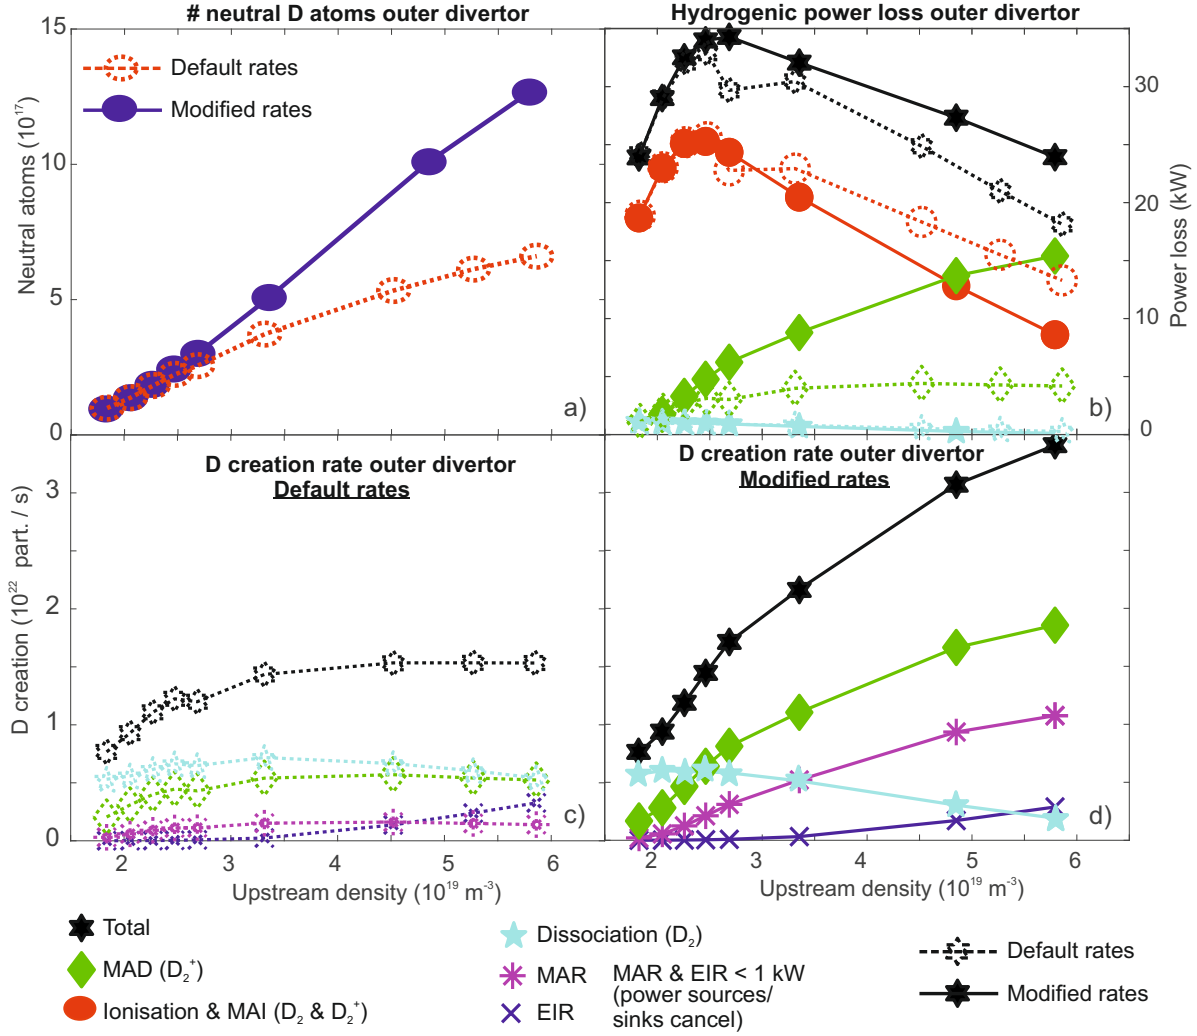 # neutral D atoms outer divertor
Hydrogenic power loss outer divertor
15
10
5
0
Neutral atoms (10¹⁷)
Default rates
Modified rates
a)
30
20
10
0
Power loss (kW)
b)
D creation rate outer divertor
Default rates
D creation rate outer divertor
Modified rates
3
2
1
0
D creation (10²² part. / s)
c)
d)
2 3 4 5 6
2 3 4 5 6
Upstream density (10¹⁹ m⁻³)
Upstream density (10¹⁹ m⁻³)
Total
MAD (D₂⁺)
Ionisation & MAI (D₂ & D₂⁺)
Dissociation (D₂)
MAR
EIR
MAR & EIR < 1 kW
(power sources/
sinks cancel)
Default rates
Modified rates